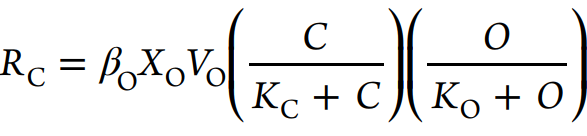 R_C = β_O X_O V_O (C / (K_C + C)) (O / (K_O + O))